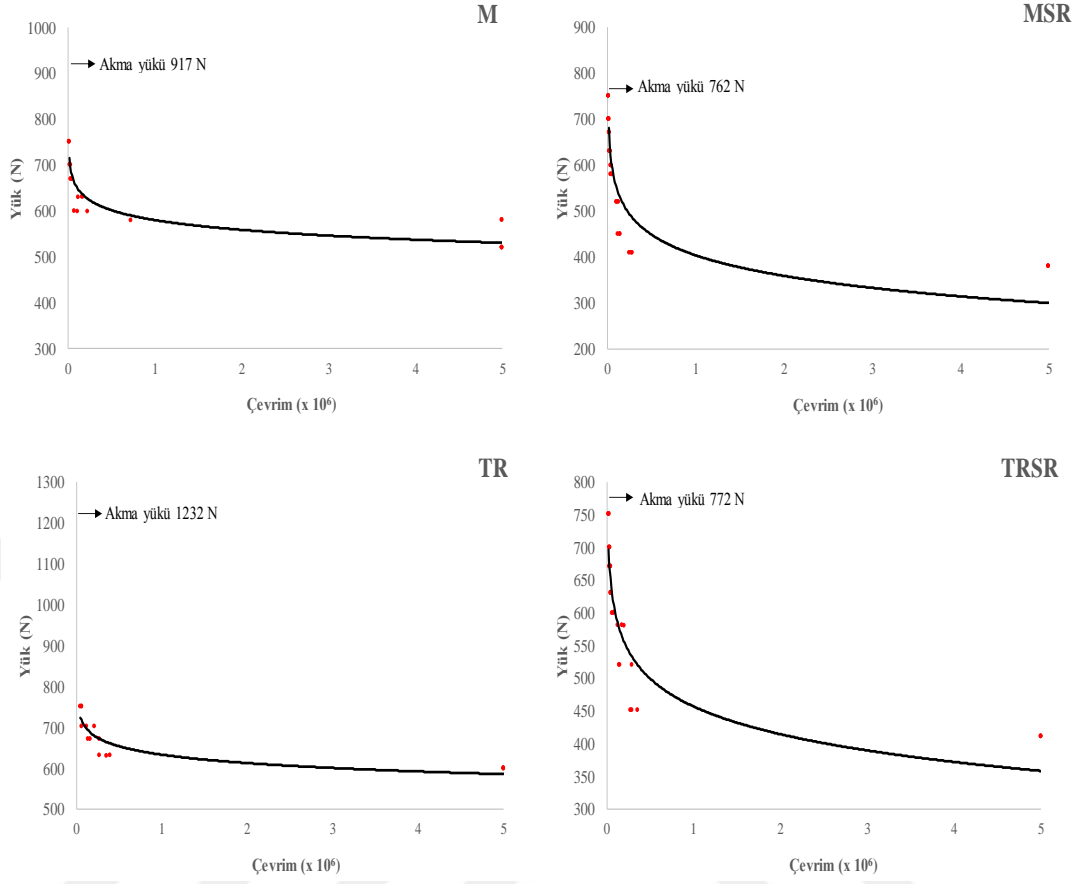 M
1000
900
800
700
600
500
400
300
Akma yükü 917 N
Yük (N)
0 1 2 3 4 5
Çevrim (x 10⁶)
MSR
900
800
700
600
500
400
300
200
Akma yükü 762 N
Yük (N)
0 1 2 3 4 5
Çevrim (x 10⁶)
TR
1300
1200
1100
1000
900
800
700
600
500
Akma yükü 1232 N
Yük (N)
0 1 2 3 4 5
Çevrim (x 10⁶)
TRSR
800
750
700
650
600
550
500
450
400
350
300
Akma yükü 772 N
Yük (N)
0 1 2 3 4 5
Çevrim (x 10⁶)